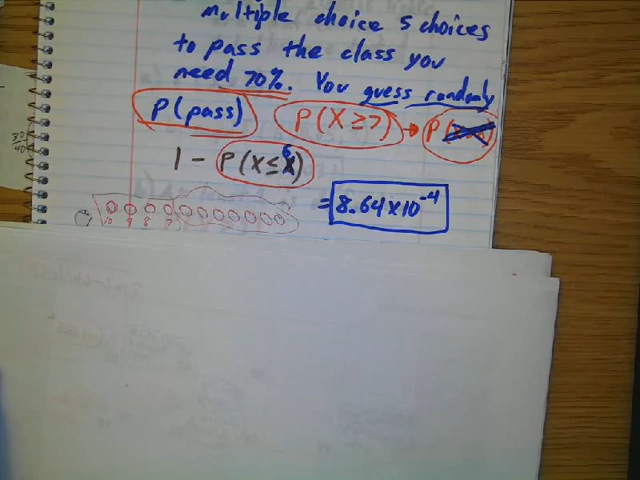 multiple choice 5 choices
to pass the class you
need 70%. You guess randomly
P(pass) P(X≥7) → P(
1 - P(X≤6)
= 8.64×10⁻⁴
10 9 8 7